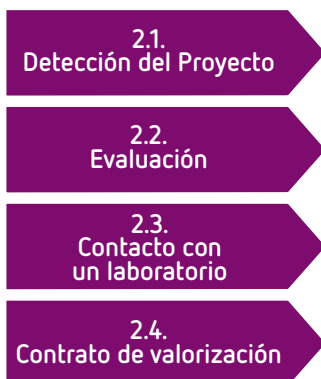 2.1.
Detección del Proyecto
2.2.
Evaluación
2.3.
Contacto con
un laboratorio
2.4.
Contrato de valorización